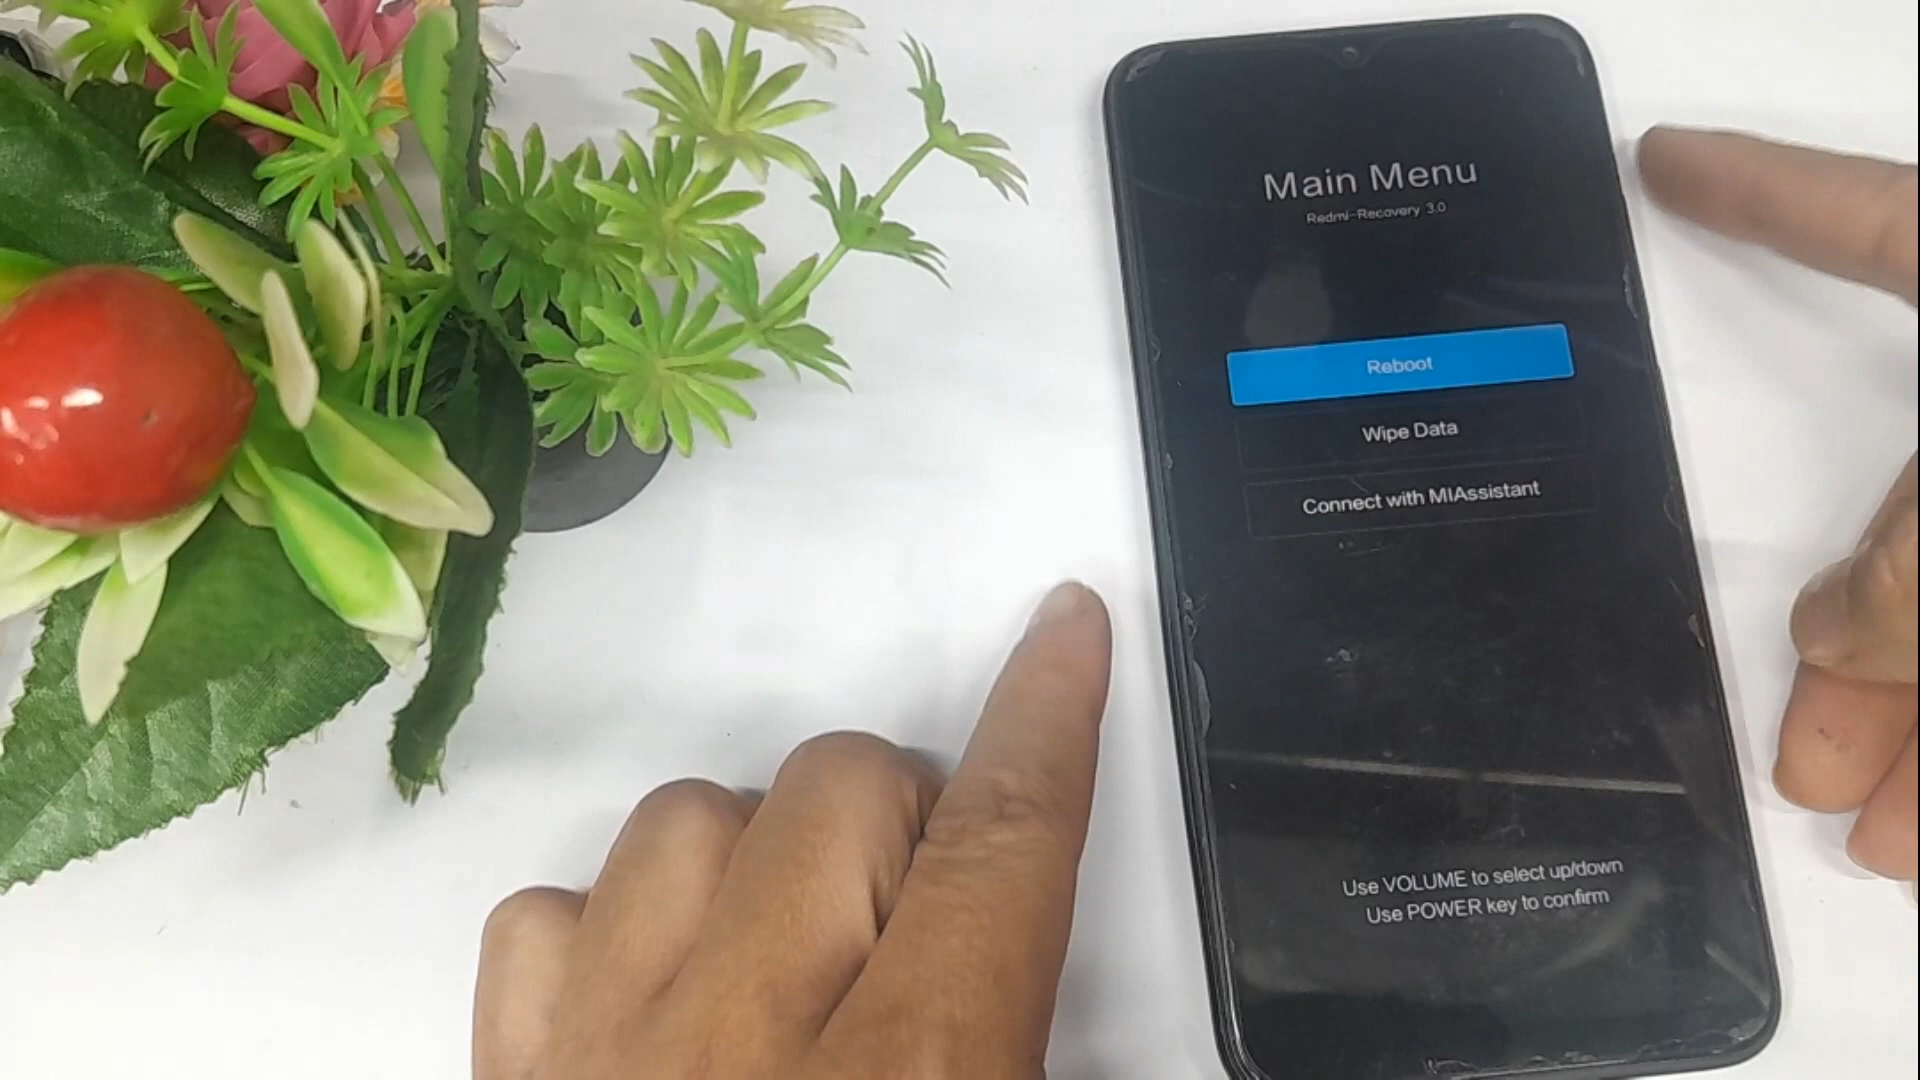 Main Menu
Redmi-Recovery 3.0
Reboot
Wipe Data
Connect with MIAssistant
Use VOLUME to select up/down
Use POWER key to confirm